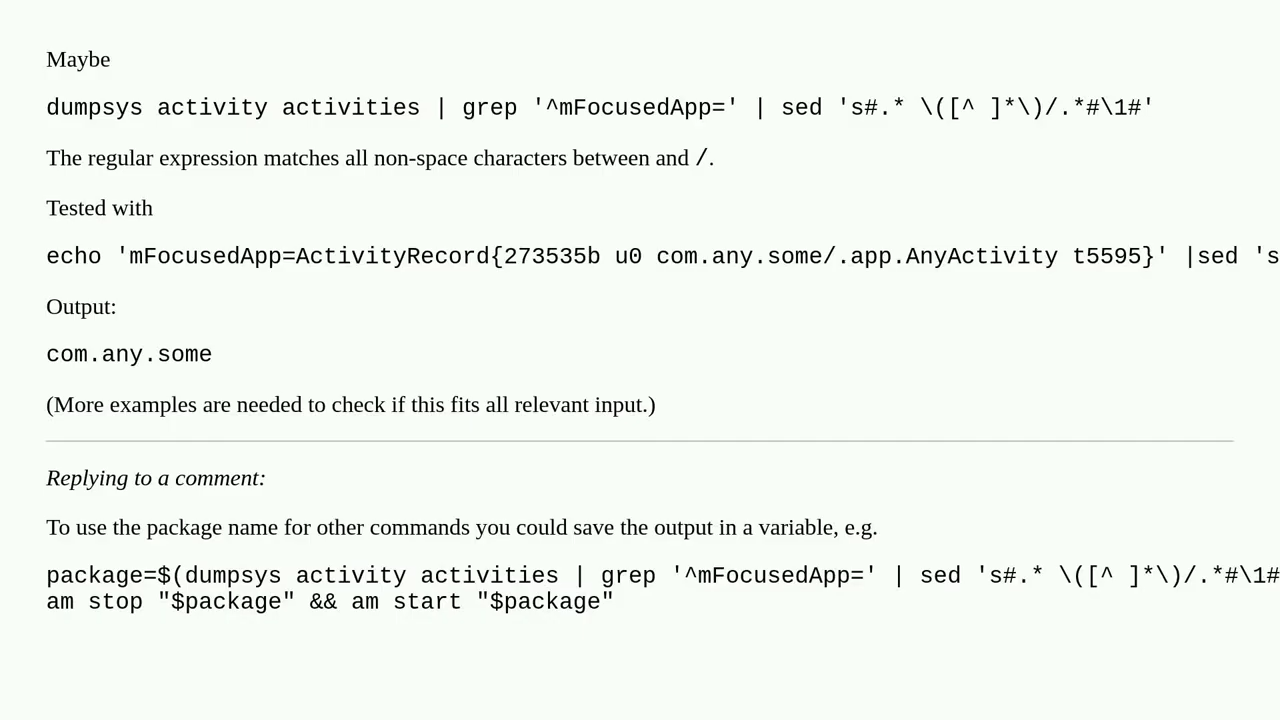 Maybe
dumpsys activity activities | grep '^mFocusedApp=' | sed 's#.* \([^ ]*\)/.*#\1#'
The regular expression matches all non-space characters between and /.
Tested with
echo 'mFocusedApp=ActivityRecord{273535b u0 com.any.some/.app.AnyActivity t5595}' |sed 's
Output:
com.any.some
(More examples are needed to check if this fits all relevant input.)
Replying to a comment:
To use the package name for other commands you could save the output in a variable, e.g.
package=$(dumpsys activity activities | grep '^mFocusedApp=' | sed 's#.* \([^ ]*\)/.*#\1#
am stop "$package" && am start "$package"